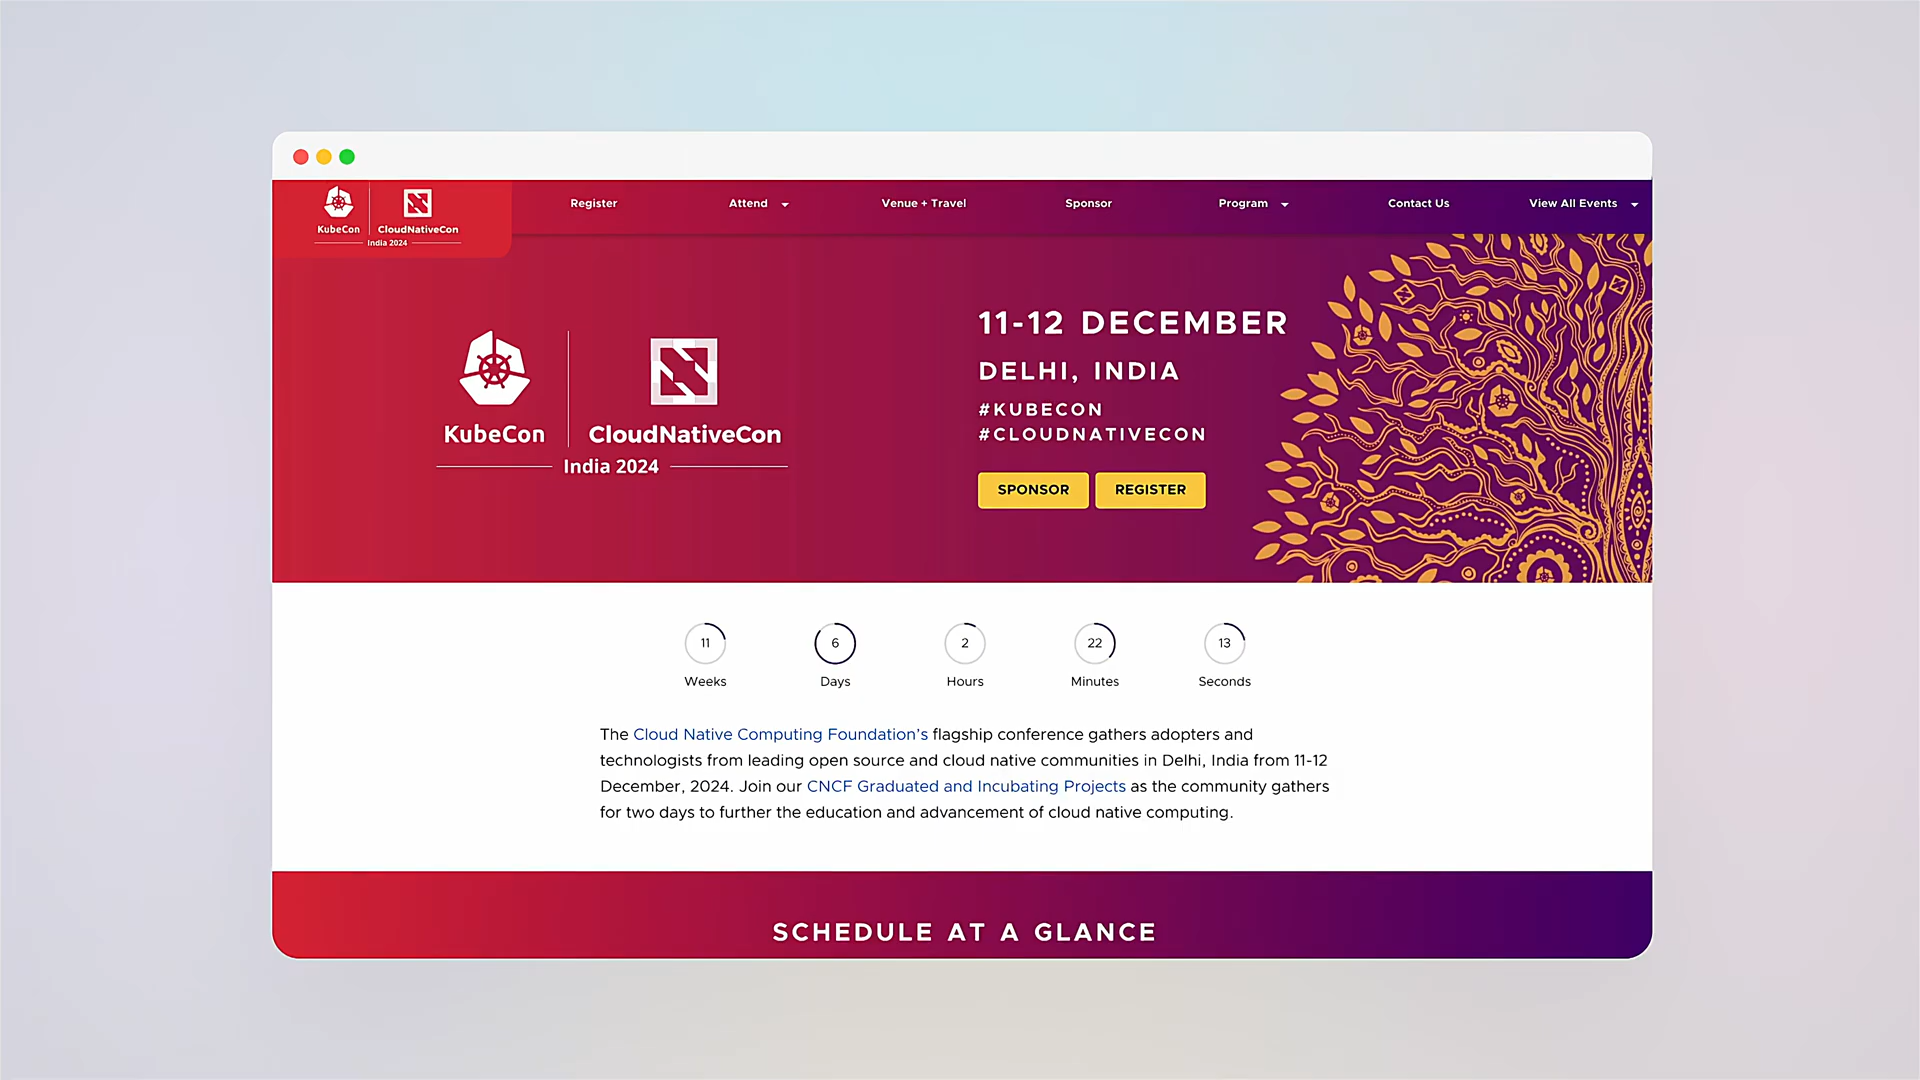 KubeCon
CloudNativeCon
India 2024
Register
Attend
Venue + Travel
Sponsor
Program
Contact Us
View All Events
KubeCon
CloudNativeCon
India 2024
11-12 DECEMBER
DELHI, INDIA
#KUBECON
#CLOUDNATIVECON
SPONSOR
REGISTER
11
6
2
22
13
Weeks
Days
Hours
Minutes
Seconds
The Cloud Native Computing Foundation’s flagship conference gathers adopters and
technologists from leading open source and cloud native communities in Delhi, India from 11-12
December, 2024. Join our CNCF Graduated and Incubating Projects as the community gathers
for two days to further the education and advancement of cloud native computing.
SCHEDULE AT A GLANCE